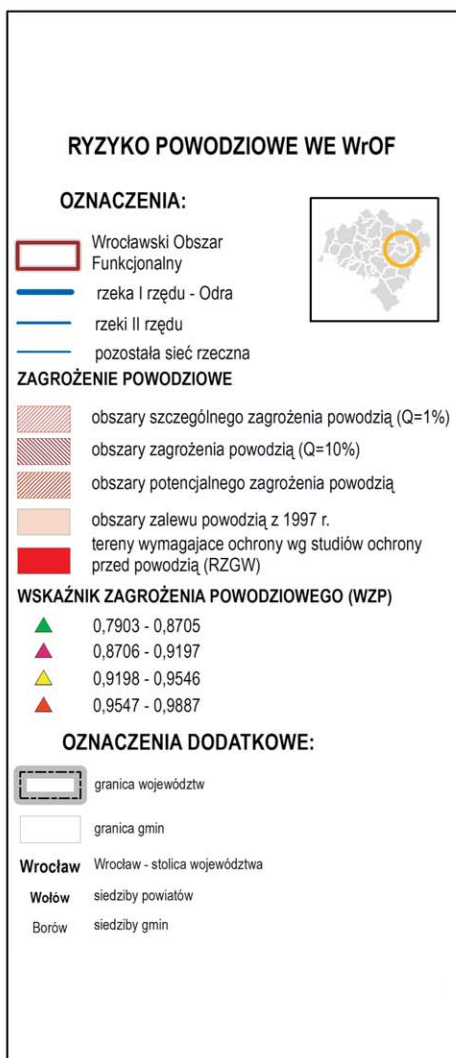 RYZYKO POWODZIOWE WE WrOF
OZNACZENIA:
Wrocławski Obszar
Funkcjonalny
rzeka I rzędu - Odra
rzeki II rzędu
pozostała sieć rzeczna
ZAGROŻENIE POWODZIOWE
obszary szczególnego zagrożenia powodzią (Q=1%)
obszary zagrożenia powodzią (Q=10%)
obszary potencjalnego zagrożenia powodzią
obszary zalewu powodzią z 1997 r.
tereny wymagajace ochrony wg studiów ochrony
przed powodzią (RZGW)
WSKAŹNIK ZAGROŻENIA POWODZIOWEGO (WZP)
0,7903 - 0,8705
0,8706 - 0,9197
0,9198 - 0,9546
0,9547 - 0,9887
OZNACZENIA DODATKOWE:
granica województw
granica gmin
Wrocław Wrocław - stolica województwa
Wołów siedziby powiatów
Borów siedziby gmin